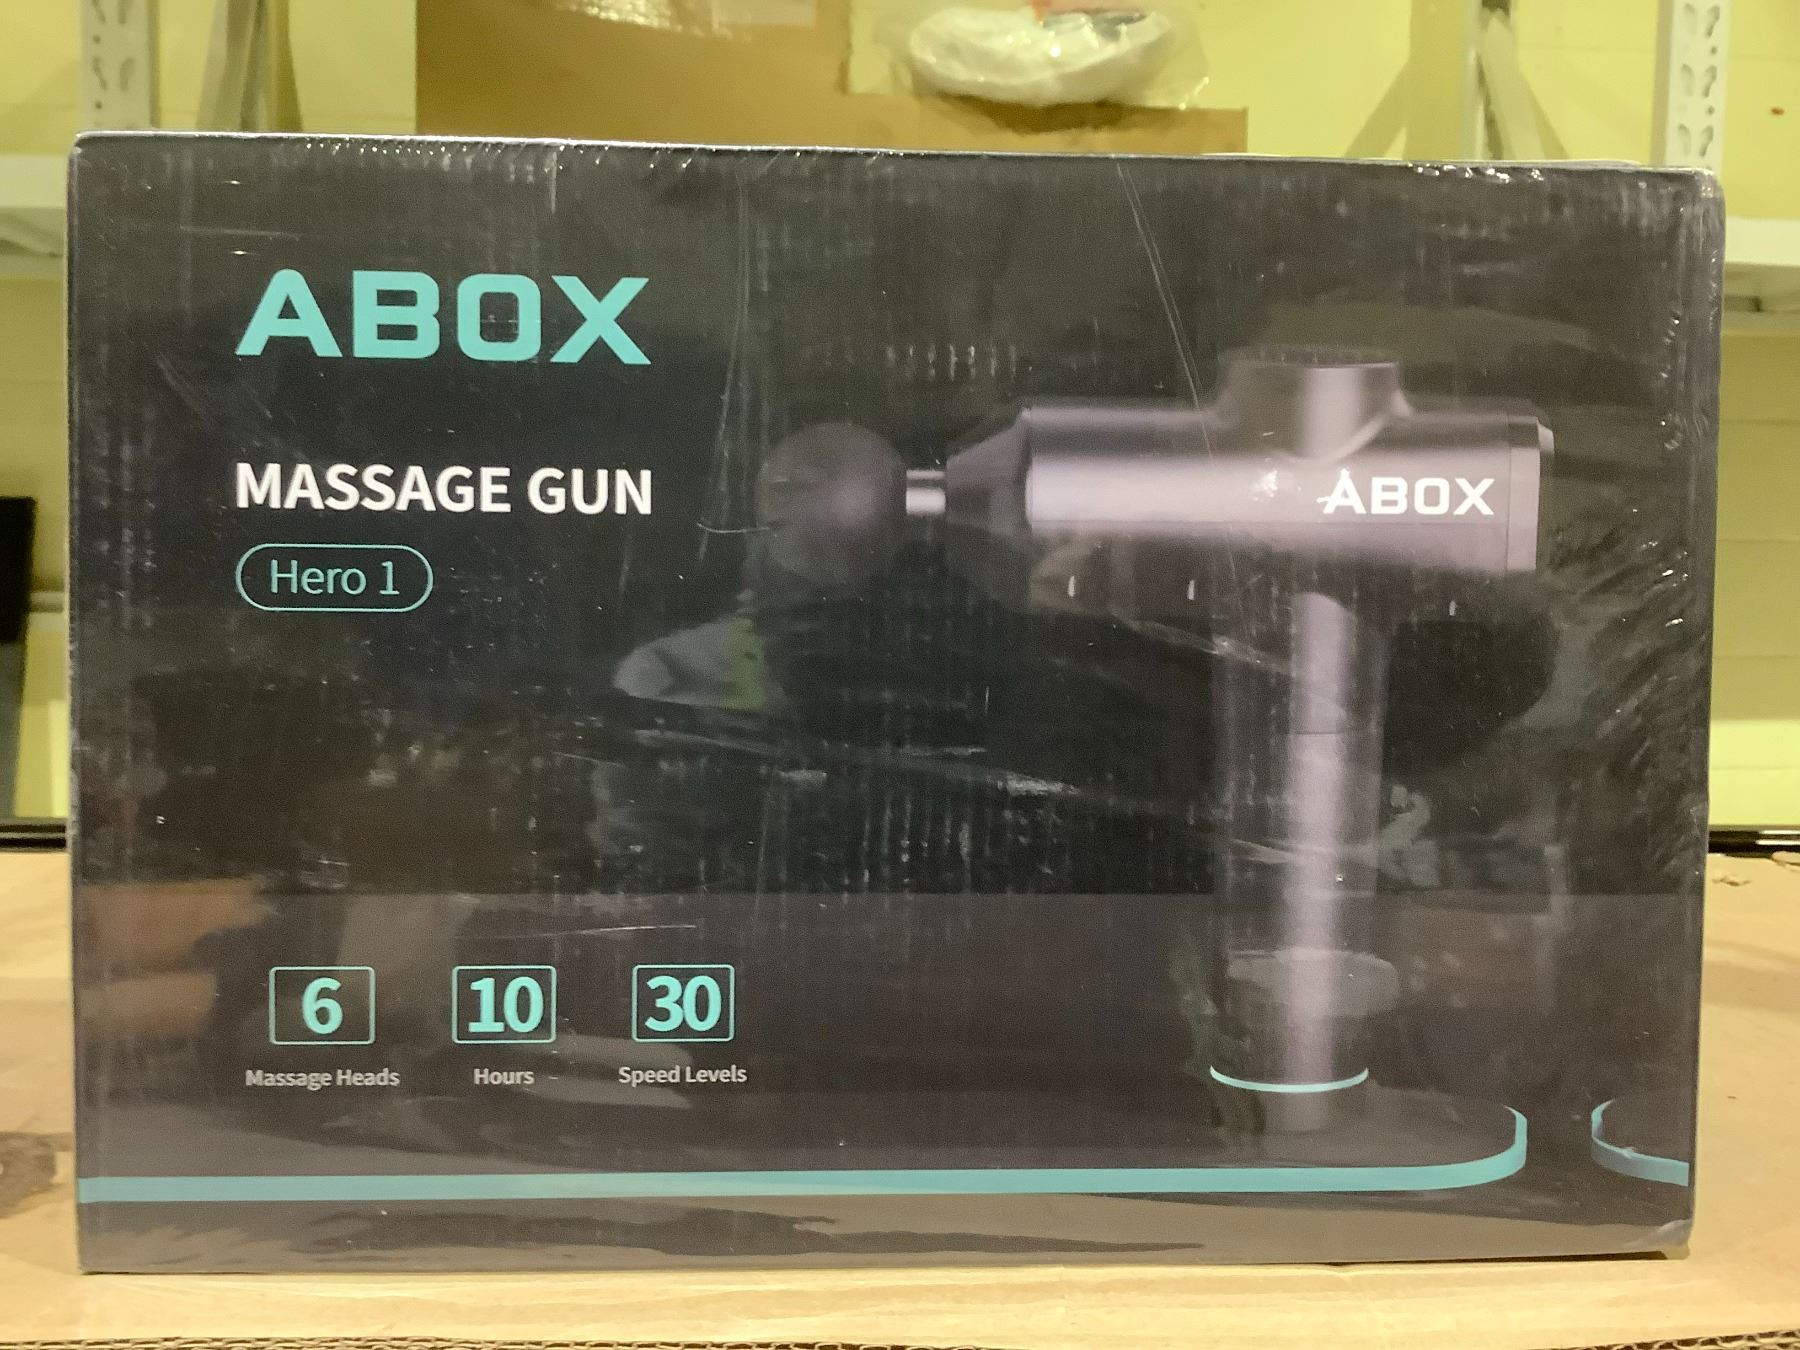 ABOX
MASSAGE GUN
Hero 1
ABOX
6
10
30
Massage Heads
Hours
Speed Levels